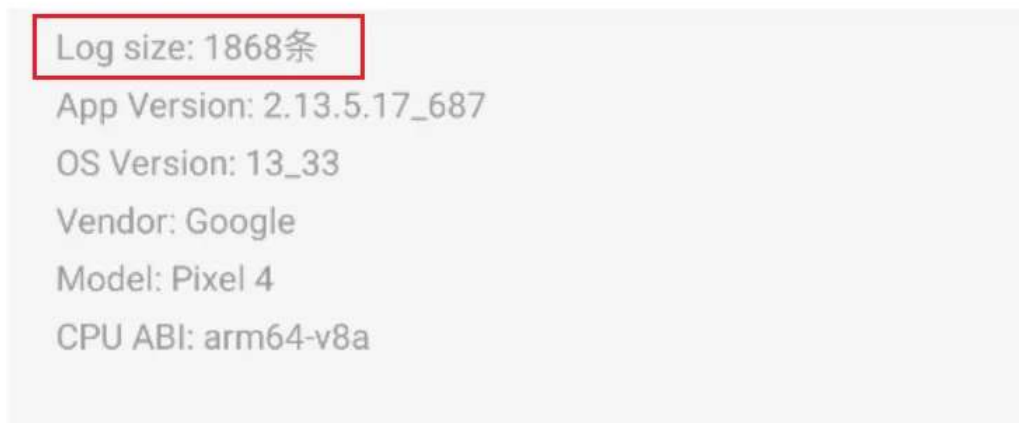 Log size: 1868条
App Version: 2.13.5.17_687
OS Version: 13_33
Vendor: Google
Model: Pixel 4
CPU ABI: arm64-v8a